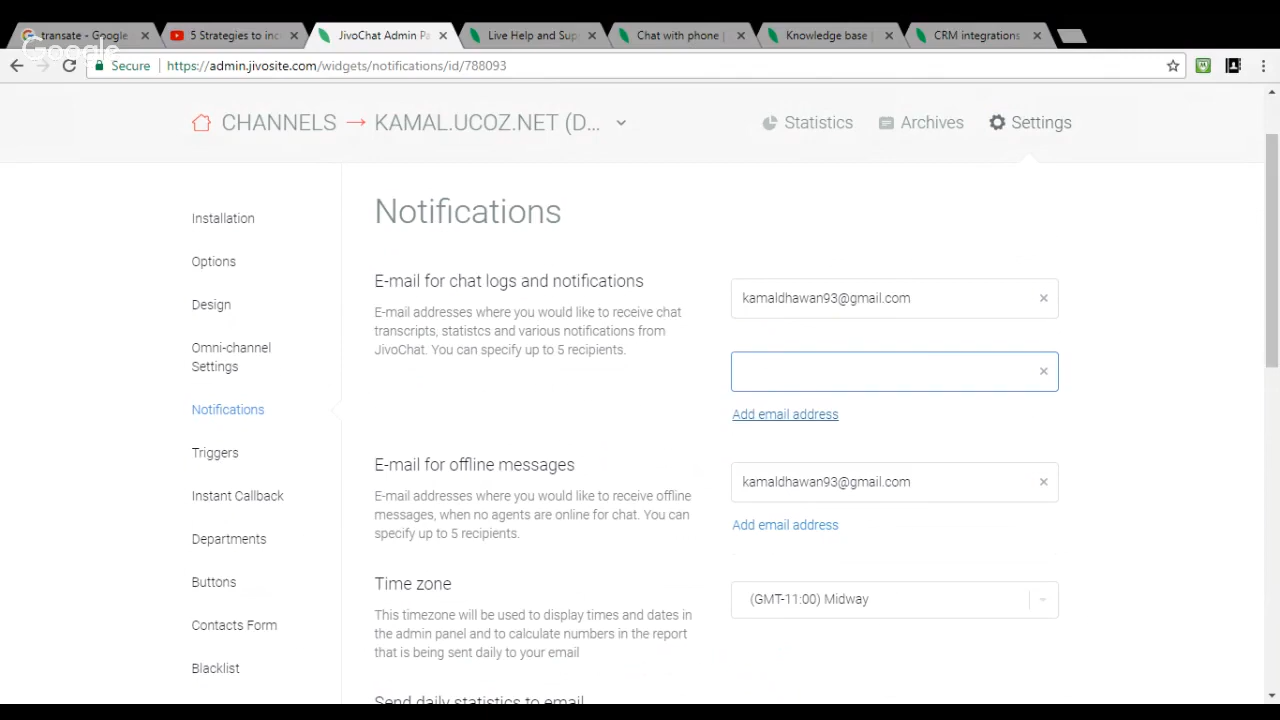 transate - Google
5 Strategies to inc
JivoChat Admin Pa
Live Help and Supp
Chat with phone |
Knowledge base |
CRM integrations
Google
Secure
https://admin.jivosite.com/widgets/notifications/id/788093
CHANNELS → KAMAL.UCOZ.NET (D...
Statistics
Archives
Settings
Installation
Options
Design
Omni-channel
Settings
Notifications
Triggers
Instant Callback
Departments
Buttons
Contacts Form
Blacklist
Notifications
E-mail for chat logs and notifications
E-mail addresses where you would like to receive chat
transcripts, statistcs and various notifications from
JivoChat. You can specify up to 5 recipients.
kamaldhawan93@gmail.com
Add email address
E-mail for offline messages
E-mail addresses where you would like to receive offline
messages, when no agents are online for chat. You can
specify up to 5 recipients.
kamaldhawan93@gmail.com
Add email address
Time zone
This timezone will be used to display times and dates in
the admin panel and to calculate numbers in the report
that is being sent daily to your email
(GMT-11:00) Midway
Send daily statistics to email